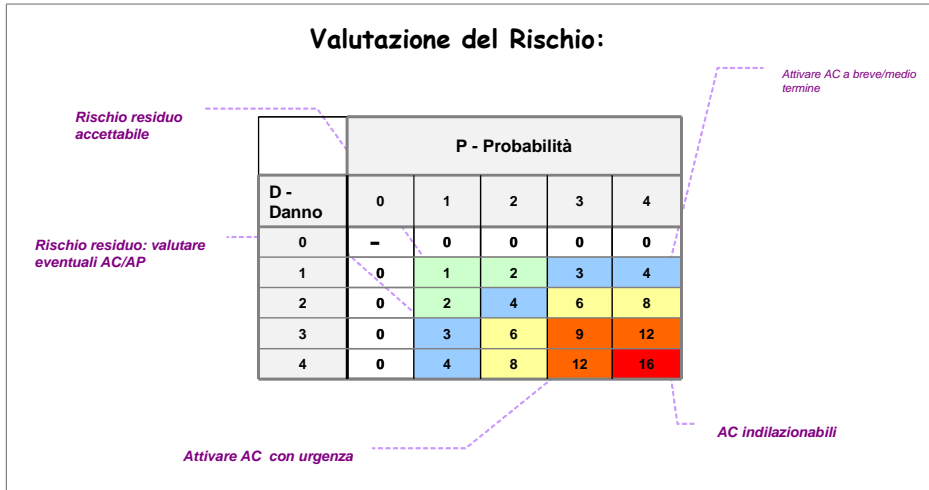 Valutazione del Rischio:
Attivare AC a breve/medio
termine
Rischio residuo
accettabile
P - Probabilità
D -
Danno
0 1 2 3 4
Rischio residuo: valutare
eventuali AC/AP
0 – 0 0 0 0
1 0 1 2 3 4
2 0 2 4 6 8
3 0 3 6 9 12
4 0 4 8 12 16
AC indilazionabili
Attivare AC con urgenza